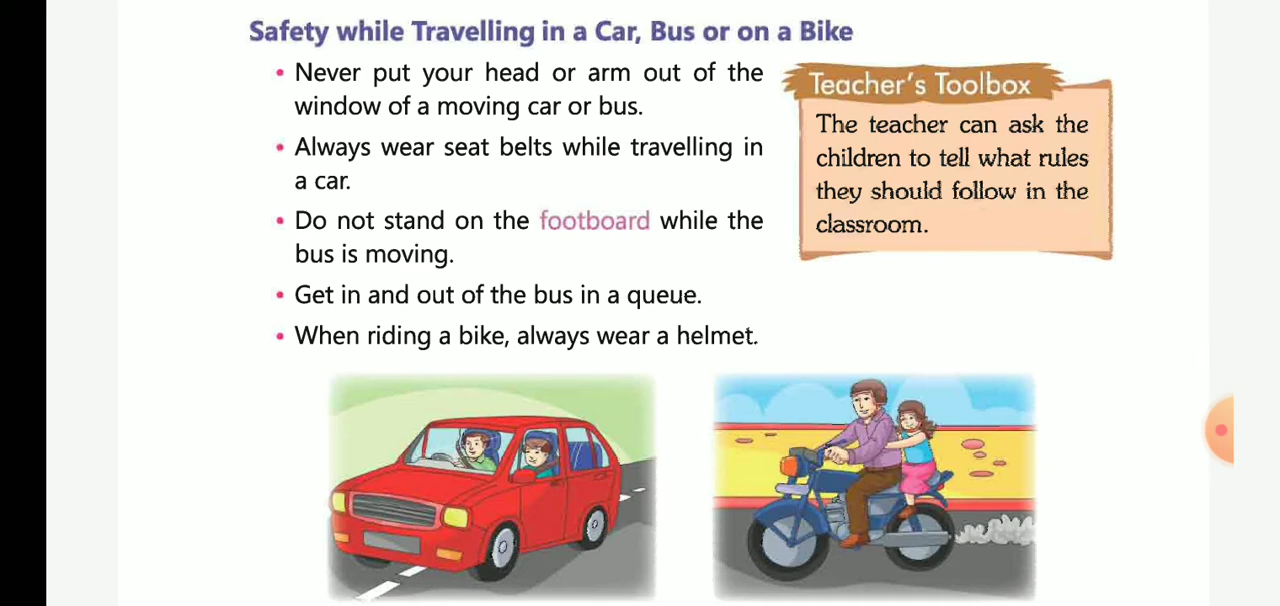 Safety while Travelling in a Car, Bus or on a Bike
• Never put your head or arm out of the
window of a moving car or bus.
• Always wear seat belts while travelling in
a car.
• Do not stand on the footboard while the
bus is moving.
• Get in and out of the bus in a queue.
• When riding a bike, always wear a helmet.
Teacher's Toolbox
The teacher can ask the
children to tell what rules
they should follow in the
classroom.